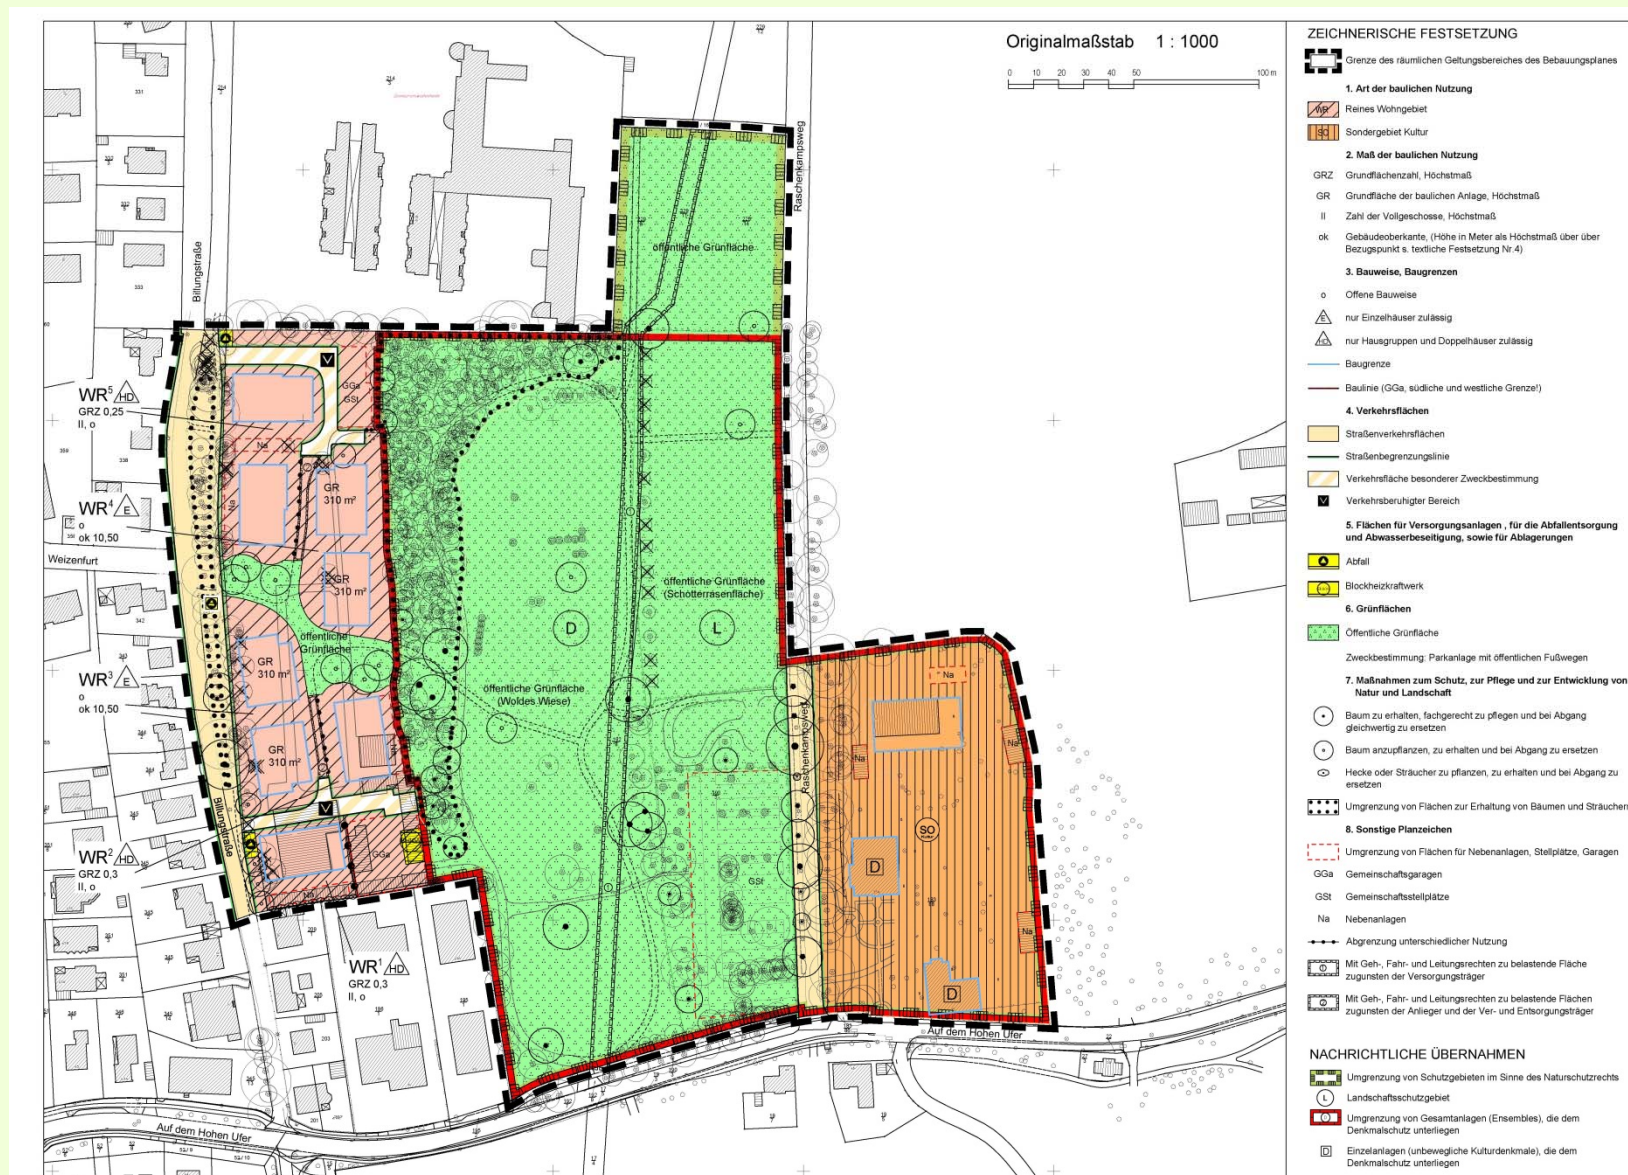 Originalmaßstab 1 : 1000
0 10 20 30 40 50 100 m
Billungstraße
Raschenkampsweg
öffentliche Grünfläche
WR⁵ HD
GRZ 0,25
II, o
GGa
GSt
Na
WR⁴ E
o
ok 10,50
GR
310 m²
Na
Weizenfurt
GR
310 m²
öffentliche
Grünfläche
WR³ E
o
ok 10,50
GR
310 m²
GR
310 m²
Na
Billungstraße
WR² HD
GRZ 0,3
II, o
GGa
Na
WR¹ HD
GRZ 0,3
II, o
D
L
öffentliche Grünfläche
(Schotterrasenfläche)
öffentliche Grünfläche
(Woldes Wiese)
GSt
Raschenkampsweg
Na
Na
Na
SO
D
Na
D
Auf dem Hohen Ufer
Auf dem Hohen Ufer
ZEICHNERISCHE FESTSETZUNG
Grenze des räumlichen Geltungsbereiches des Bebauungsplanes
1. Art der baulichen Nutzung
WR Reines Wohngebiet
SO Sondergebiet Kultur
2. Maß der baulichen Nutzung
GRZ Grundflächenzahl, Höchstmaß
GR Grundfläche der baulichen Anlage, Höchstmaß
II Zahl der Vollgeschosse, Höchstmaß
ok Gebäudeoberkante, (Höhe in Meter als Höchstmaß über über
Bezugspunkt s. textliche Festsetzung Nr.4)
3. Bauweise, Baugrenzen
o Offene Bauweise
E nur Einzelhäuser zulässig
HD nur Hausgruppen und Doppelhäuser zulässig
Baugrenze
Baulinie (GGa, südliche und westliche Grenze!)
4. Verkehrsflächen
Straßenverkehrsflächen
Straßenbegrenzungslinie
Verkehrsfläche besonderer Zweckbestimmung
V Verkehrsberuhigter Bereich
5. Flächen für Versorgungsanlagen , für die Abfallentsorgung
und Abwasserbeseitigung, sowie für Ablagerungen
Abfall
Blockheizkraftwerk
6. Grünflächen
Öffentliche Grünfläche
Zweckbestimmung: Parkanlage mit öffentlichen Fußwegen
7. Maßnahmen zum Schutz, zur Pflege und zur Entwicklung von
Natur und Landschaft
Baum zu erhalten, fachgerecht zu pflegen und bei Abgang
gleichwertig zu ersetzen
Baum anzupflanzen, zu erhalten und bei Abgang zu ersetzen
Hecke oder Sträucher zu pflanzen, zu erhalten und bei Abgang zu
ersetzen
Umgrenzung von Flächen zur Erhaltung von Bäumen und Sträuchern
8. Sonstige Planzeichen
Umgrenzung von Flächen für Nebenanlagen, Stellplätze, Garagen
GGa Gemeinschaftsgaragen
GSt Gemeinschaftsstellplätze
Na Nebenanlagen
Abgrenzung unterschiedlicher Nutzung
1 Mit Geh-, Fahr- und Leitungsrechten zu belastende Fläche
zugunsten der Versorgungsträger
2 Mit Geh-, Fahr- und Leitungsrechten zu belastende Flächen
zugunsten der Anlieger und der Ver- und Entsorgungsträger
NACHRICHTLICHE ÜBERNAHMEN
Umgrenzung von Schutzgebieten im Sinne des Naturschutzrechts
L Landschaftsschutzgebiet
D Umgrenzung von Gesamtanlagen (Ensembles), die dem
Denkmalschutz unterliegen
D Einzelanlagen (unbewegliche Kulturdenkmale), die dem
Denkmalschutz unterliegen